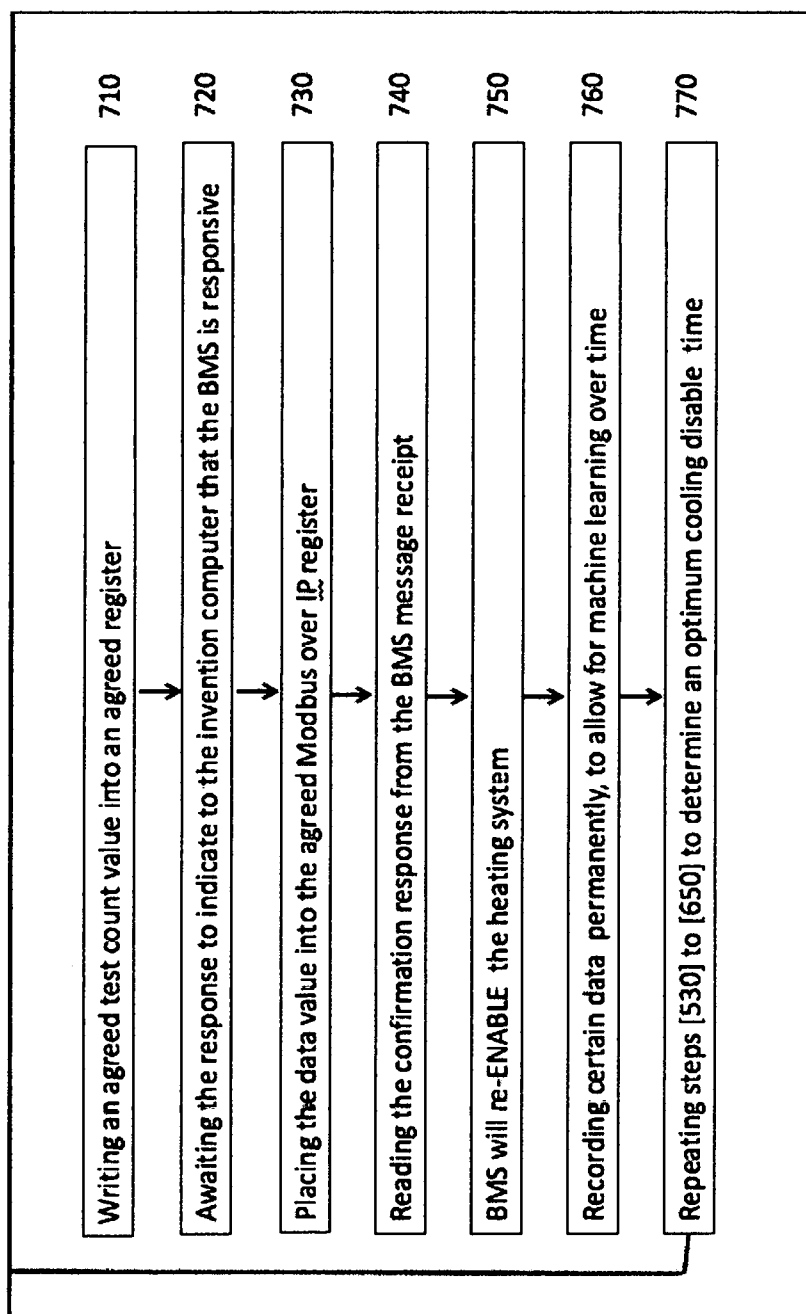 Writing an agreed test count value into an agreed register 710
Awaiting the response to indicate to the invention computer that the BMS is responsive 720
Placing the data value into the agreed Modbus over IP register 730
Reading the confirmation response from the BMS message receipt 740
BMS will re-ENABLE the heating system 750
Recording certain data permanently, to allow for machine learning over time 760
Repeating steps [530] to [650] to determine an optimum cooling disable time 770